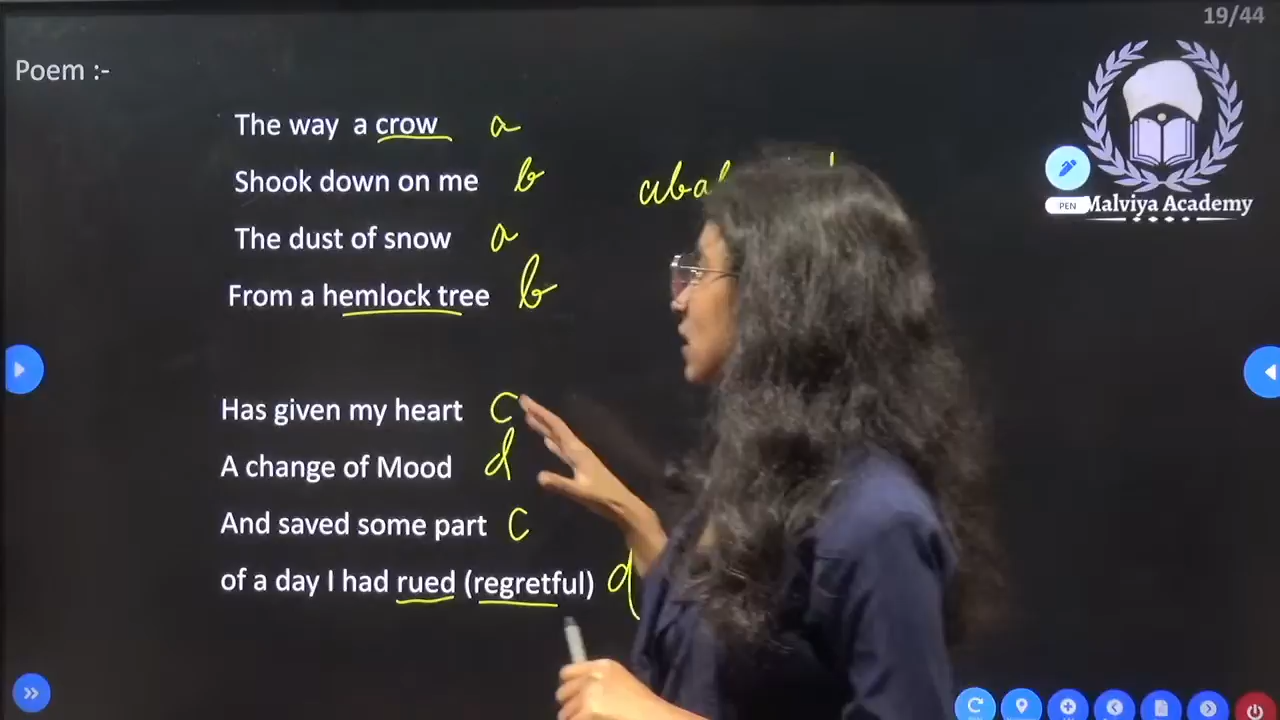 19/44
Poem :-
The way a crow a
Shook down on me b
The dust of snow a
From a hemlock tree b
Has given my heart c
A change of Mood d
And saved some part c
of a day I had rued (regretful) d
PEN
Malviya Academy